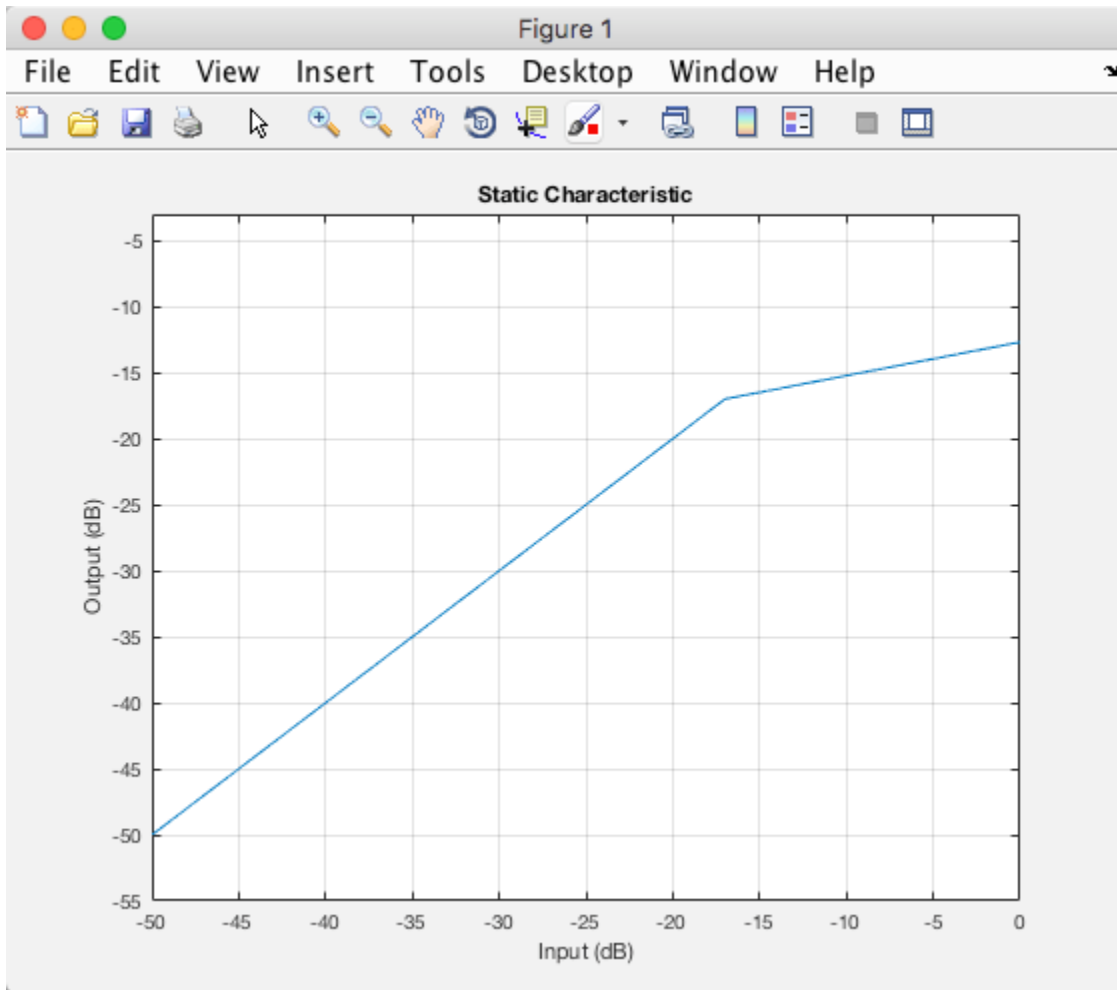 Figure 1
File Edit View Insert Tools Desktop Window Help
Static Characteristic
-5
-10
-15
-20
-25
-30
-35
-40
-45
-50
-55
Output (dB)
-50 -45 -40 -35 -30 -25 -20 -15 -10 -5 0
Input (dB)